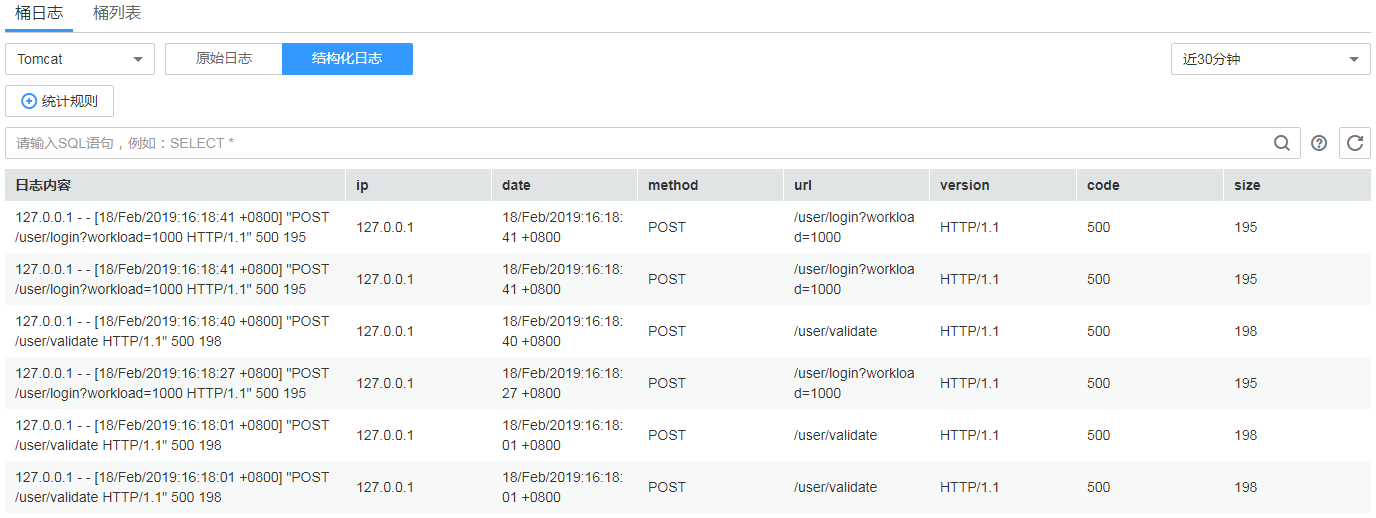 桶日志 桶列表
Tomcat 原始日志 结构化日志 近30分钟
统计规则
请输入SQL语句，例如：SELECT *
日志内容 ip date method url version code size
127.0.0.1 - - [18/Feb/2019:16:18:41 +0800] "POST
/user/login?workload=1000 HTTP/1.1" 500 195
127.0.0.1
18/Feb/2019:16:18:
41 +0800
POST
/user/login?workloa
d=1000
HTTP/1.1
500
195
127.0.0.1 - - [18/Feb/2019:16:18:41 +0800] "POST
/user/login?workload=1000 HTTP/1.1" 500 195
127.0.0.1
18/Feb/2019:16:18:
41 +0800
POST
/user/login?workloa
d=1000
HTTP/1.1
500
195
127.0.0.1 - - [18/Feb/2019:16:18:40 +0800] "POST
/user/validate HTTP/1.1" 500 198
127.0.0.1
18/Feb/2019:16:18:
40 +0800
POST
/user/validate
HTTP/1.1
500
198
127.0.0.1 - - [18/Feb/2019:16:18:27 +0800] "POST
/user/login?workload=1000 HTTP/1.1" 500 195
127.0.0.1
18/Feb/2019:16:18:
27 +0800
POST
/user/login?workloa
d=1000
HTTP/1.1
500
195
127.0.0.1 - - [18/Feb/2019:16:18:01 +0800] "POST
/user/validate HTTP/1.1" 500 198
127.0.0.1
18/Feb/2019:16:18:
01 +0800
POST
/user/validate
HTTP/1.1
500
198
127.0.0.1 - - [18/Feb/2019:16:18:01 +0800] "POST
/user/validate HTTP/1.1" 500 198
127.0.0.1
18/Feb/2019:16:18:
01 +0800
POST
/user/validate
HTTP/1.1
500
198